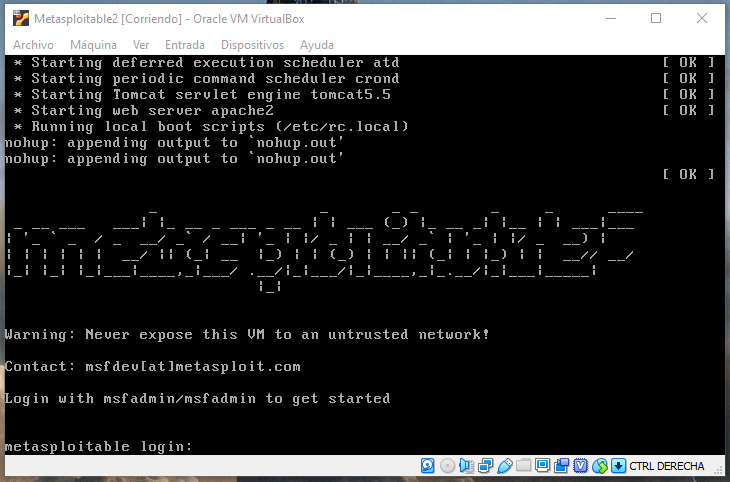 Metasploitable2 [Corriendo] - Oracle VM VirtualBox
Archivo Máquina Ver Entrada Dispositivos Ayuda
* Starting deferred execution scheduler atd [ OK ]
* Starting periodic command scheduler crond [ OK ]
* Starting Tomcat servlet engine tomcat5.5 [ OK ]
* Starting web server apache2 [ OK ]
* Running local boot scripts (/etc/rc.local)
nohup: appending output to `nohup.out'
nohup: appending output to `nohup.out'
[ OK ]
metasploitable2
Warning: Never expose this VM to an untrusted network!
Contact: msfdev[at]metasploit.com
Login with msfadmin/msfadmin to get started
metasploitable login:
CTRL DERECHA